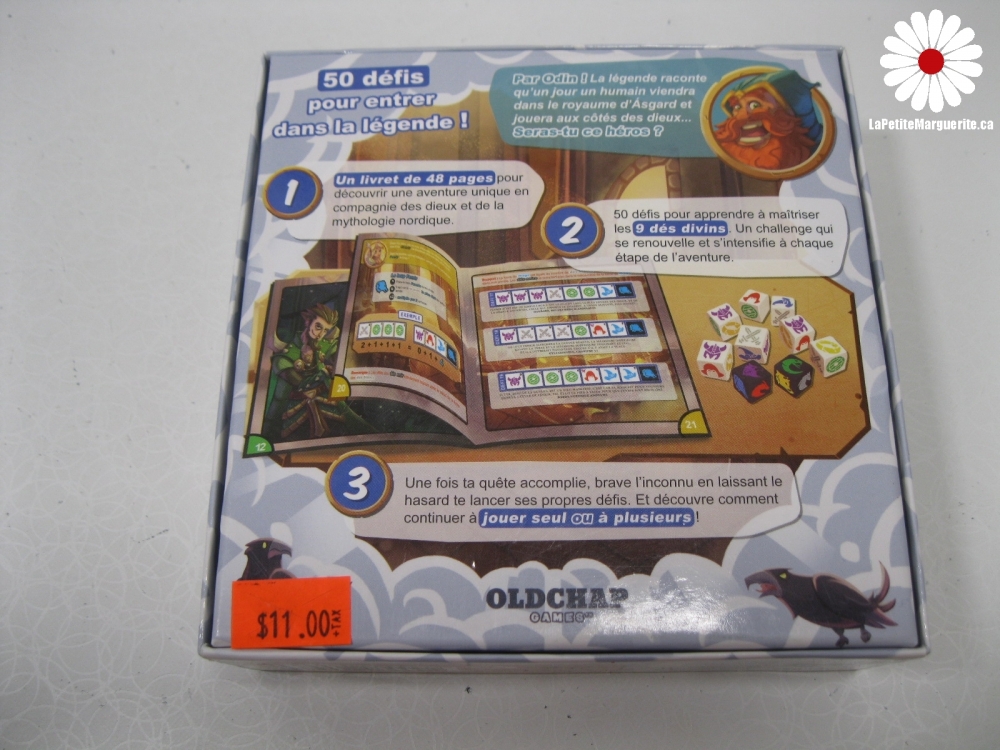 LaPetiteMarguerite.ca
50 défis
pour entrer
dans la légende !
Par Odin ! La légende raconte
qu'un jour un humain viendra
dans le royaume d'Ásgard et
jouera aux côtés des dieux...
Seras-tu ce héros ?
1
Un livret de 48 pages pour
découvrir une aventure unique en
compagnie des dieux et de la
mythologie nordique.
2
50 défis pour apprendre à maîtriser
les 9 dés divins. Un challenge qui
se renouvelle et s'intensifie à chaque
étape de l'aventure.
EXEMPLE
20
12
21
3
Une fois ta quête accomplie, brave l'inconnu en laissant le
hasard te lancer ses propres défis. Et découvre comment
continuer à jouer seul ou à plusieurs !
OLDCHAP
GAMES
$11.00 +TAX